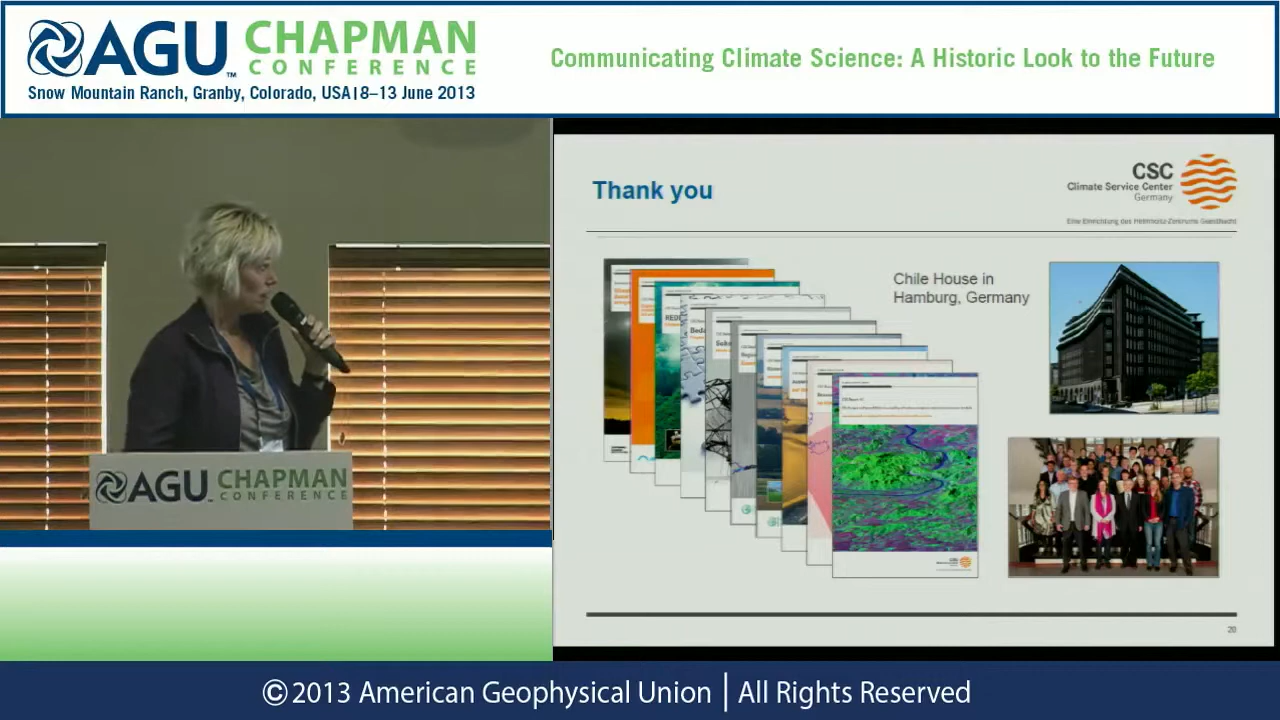 AGU CHAPMAN
CONFERENCE
Snow Mountain Ranch, Granby, Colorado, USA|8–13 June 2013
Communicating Climate Science: A Historic Look to the Future
AGU CHAPMAN
CONFERENCE
Thank you
CSC
Climate Service Center
Germany
Eine Einrichtung des Helmholtz-Zentrums Geesthacht
Chile House in
Hamburg, Germany
20
©2013 American Geophysical Union | All Rights Reserved